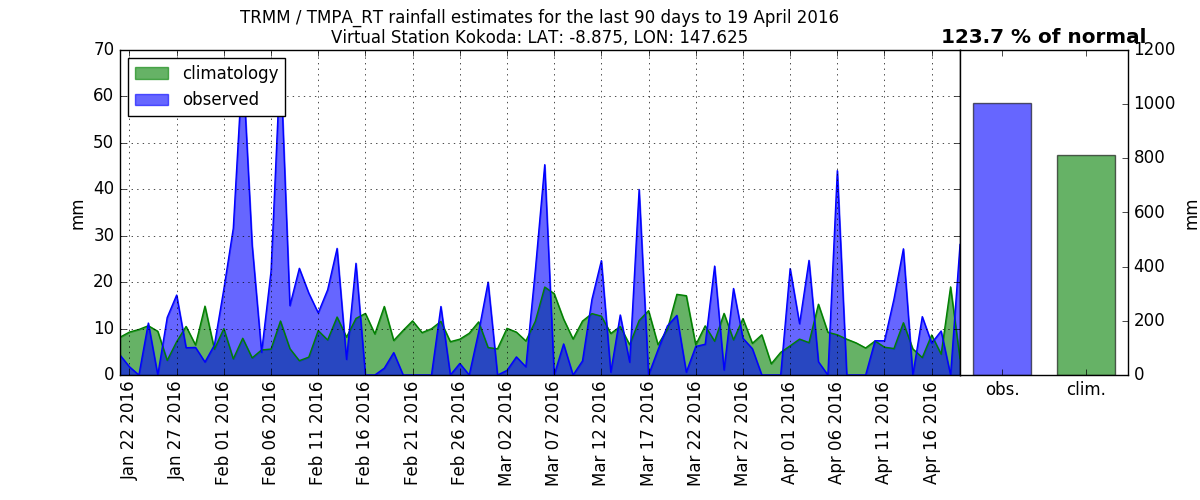 TRMM / TMPA_RT rainfall estimates for the last 90 days to 19 April 2016
Virtual Station Kokoda: LAT: -8.875, LON: 147.625
123.7 % of normal
climatology
observed
mm
70
60
50
40
30
20
10
0
Jan 22 2016
Jan 27 2016
Feb 01 2016
Feb 06 2016
Feb 11 2016
Feb 16 2016
Feb 21 2016
Feb 26 2016
Mar 02 2016
Mar 07 2016
Mar 12 2016
Mar 17 2016
Mar 22 2016
Mar 27 2016
Apr 01 2016
Apr 06 2016
Apr 11 2016
Apr 16 2016
obs.
clim.
1200
1000
800
600
400
200
0
mm